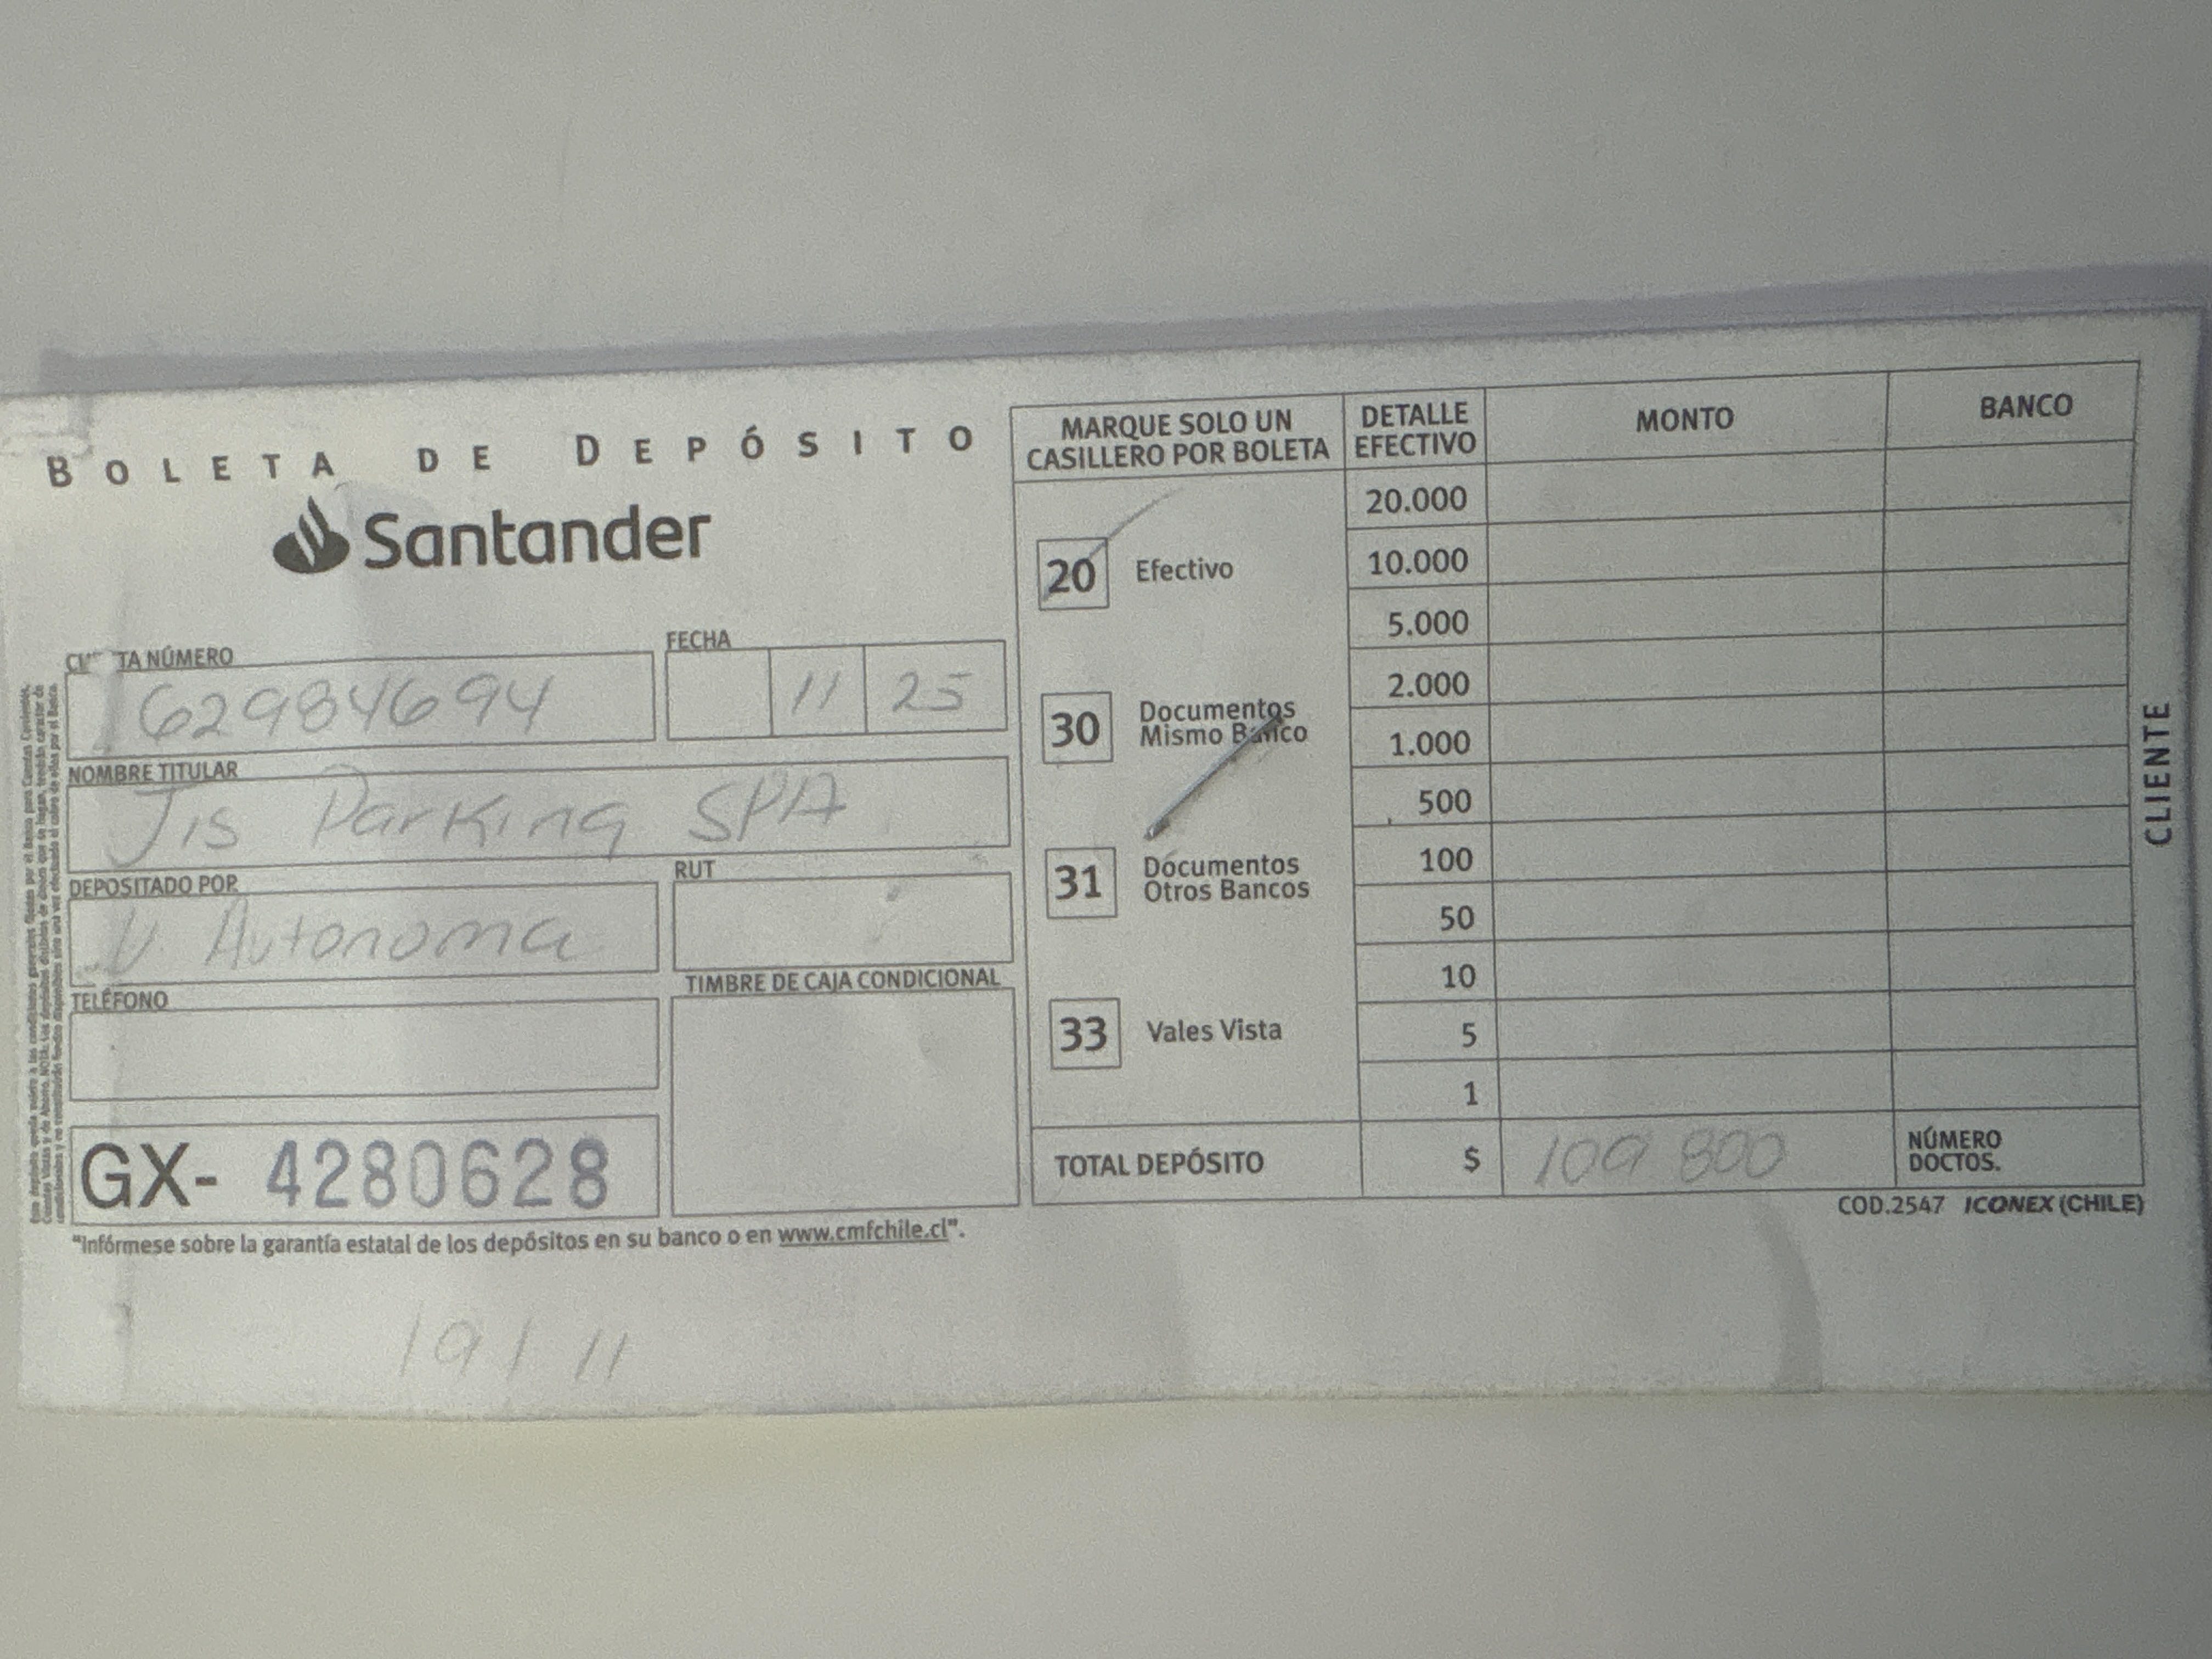 BOLETA DE DEPÓSITO
Santander
TA NÚMERO
62984694
FECHA
11 25
NOMBRE TITULAR
Jis Parking SPA
DEPOSITADO POR
U. Autonoma
RUT
TELÉFONO
TIMBRE DE CAJA CONDICIONAL
GX- 4280628
"Infórmese sobre la garantía estatal de los depósitos en su banco o en www.cmfchile.cl".
19/11
MARQUE SOLO UN
CASILLERO POR BOLETA
20 Efectivo
30 Documentos
Mismo Banco
31 Documentos
Otros Bancos
33 Vales Vista
DETALLE
EFECTIVO
MONTO
BANCO
20.000
10.000
5.000
2.000
1.000
500
100
50
10
5
1
TOTAL DEPÓSITO $ 109 800
NÚMERO
DOCTOS.
COD.2547 ICONEX (CHILE)
CLIENTE